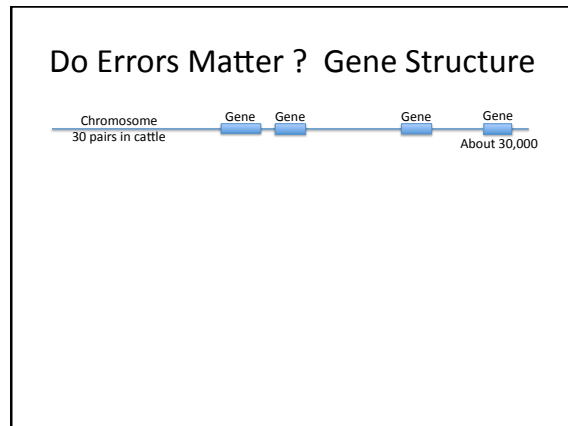 Do Errors Matter ? Gene Structure
Chromosome
30 pairs in cattle
Gene Gene Gene Gene
About 30,000